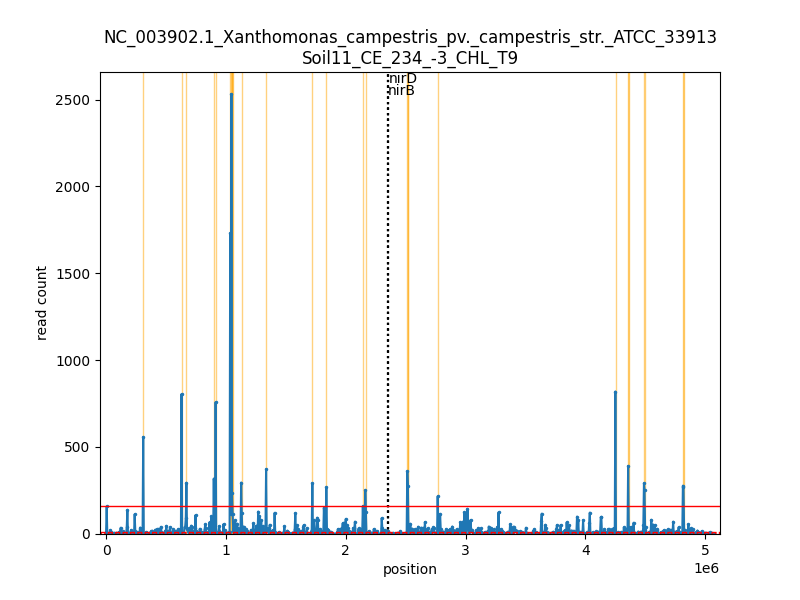 NC_003902.1_Xanthomonas_campestris_pv._campestris_str._ATCC_33913
Soil11_CE_234_-3_CHL_T9
nirD
nirB
2500
2000
1500
1000
500
0
read count
0 1 2 3 4 5
1e6
position